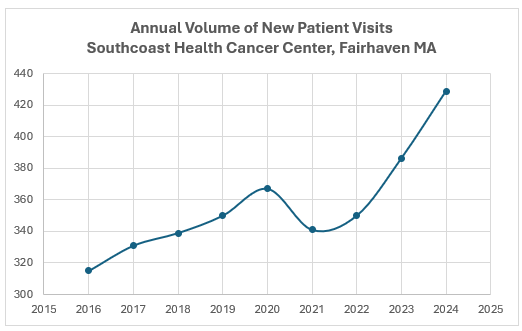 Annual Volume of New Patient Visits
Southcoast Health Cancer Center, Fairhaven MA
440
420
400
380
360
340
320
300
2015 2016 2017 2018 2019 2020 2021 2022 2023 2024 2025